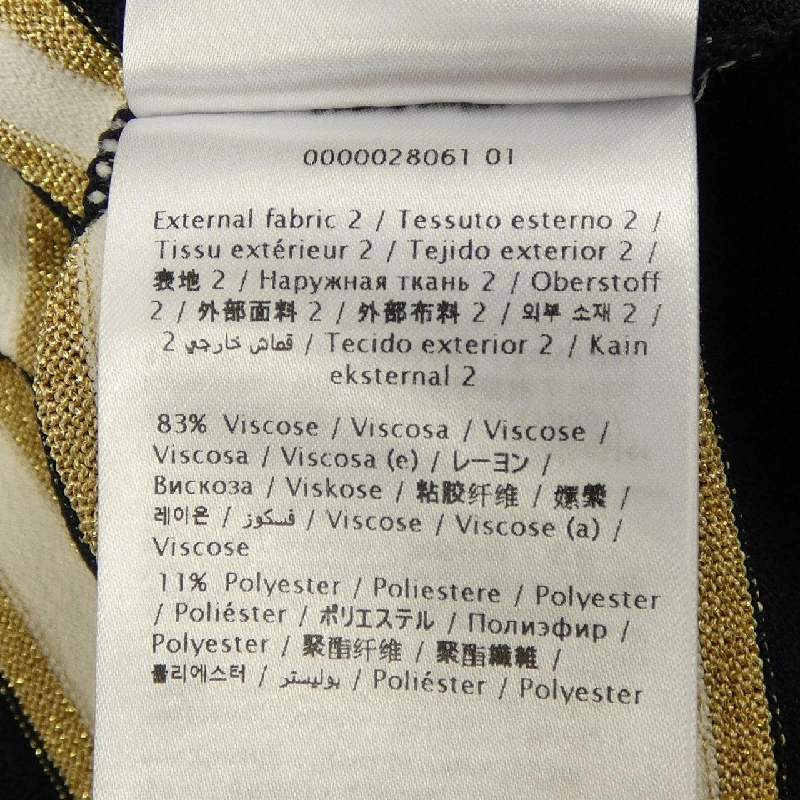 0000028061 01
External fabric 2 / Tessuto esterno 2 /
Tissu extérieur 2 / Tejido exterior 2 /
表地 2 / Наружная ткань 2 / Oberstoff
2 / 外部面料 2 / 外部布料 2 / 외부 소재 2 /
قماش خارجي 2 / Tecido exterior 2 / Kain
eksternal 2
83% Viscose / Viscosa / Viscose /
Viscosa / Viscosa (e) / レーヨン /
Вискоза / Viskose / 粘胶纤维 / 嫘縈 /
레이온 / فسكوز / Viscose / Viscose (a) /
Viscose
11% Polyester / Poliestere / Polyester
/ Poliéster / ポリエステル / Полиэфир /
Polyester / 聚酯纤维 / 聚酯纖維 /
폴리에스터 / بوليستر / Poliéster / Polyester